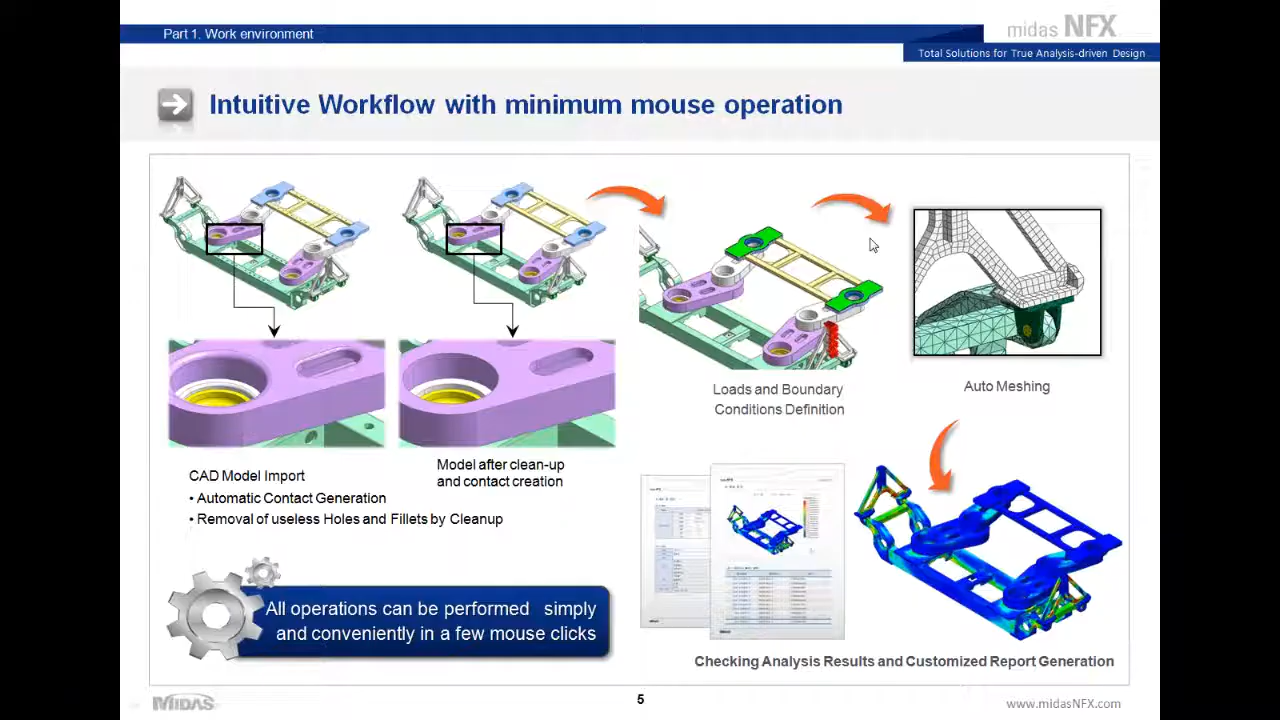 Part 1. Work environment
midas NFX
Total Solutions for True Analysis-driven Design
Intuitive Workflow with minimum mouse operation
CAD Model Import
• Automatic Contact Generation
• Removal of useless Holes and Fillets by Cleanup
Model after clean-up
and contact creation
Loads and Boundary
Conditions Definition
Auto Meshing
All operations can be performed simply
and conveniently in a few mouse clicks
Checking Analysis Results and Customized Report Generation
MIDAS
5
www.midasNFX.com